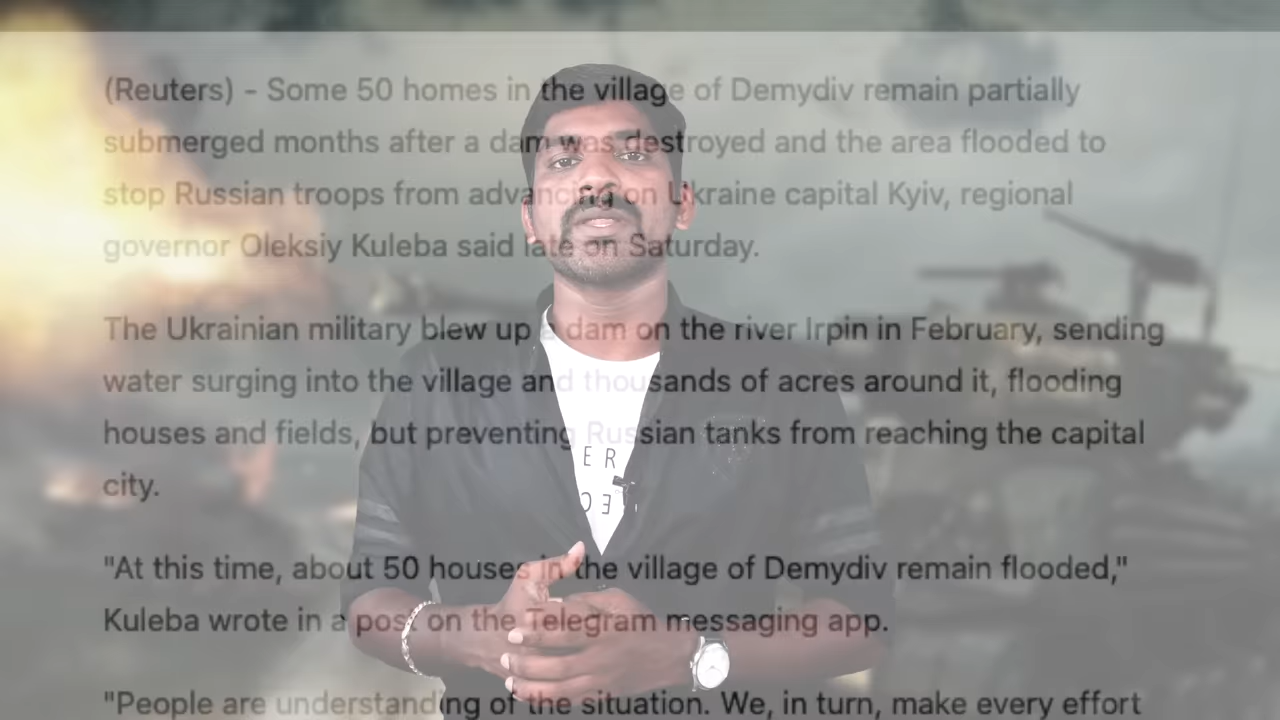 (Reuters) - Some 50 homes in the village of Demydiv remain partially
submerged months after a dam was destroyed and the area flooded to
stop Russian troops from advancing on Ukraine capital Kyiv, regional
governor Oleksiy Kuleba said late on Saturday.
The Ukrainian military blew up a dam on the river Irpin in February, sending
water surging into the village and thousands of acres around it, flooding
houses and fields, but preventing Russian tanks from reaching the capital
city.
ER
"At this time, about 50 houses in the village of Demydiv remain flooded,"
Kuleba wrote in a post on the Telegram messaging app.
"People are understanding of the situation. We, in turn, make every effort